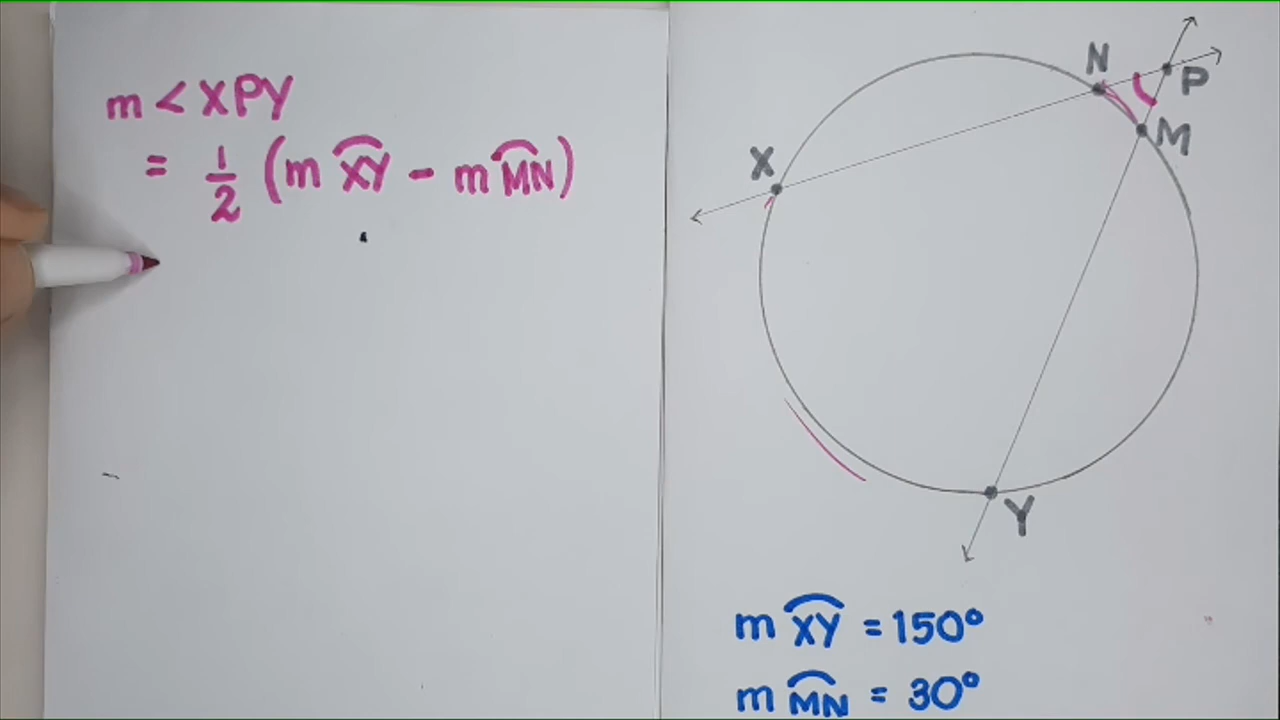 m < XPY
= 1/2 (m XY - m MN)
N
P
M
X
Y
m XY = 150°
m MN = 30°